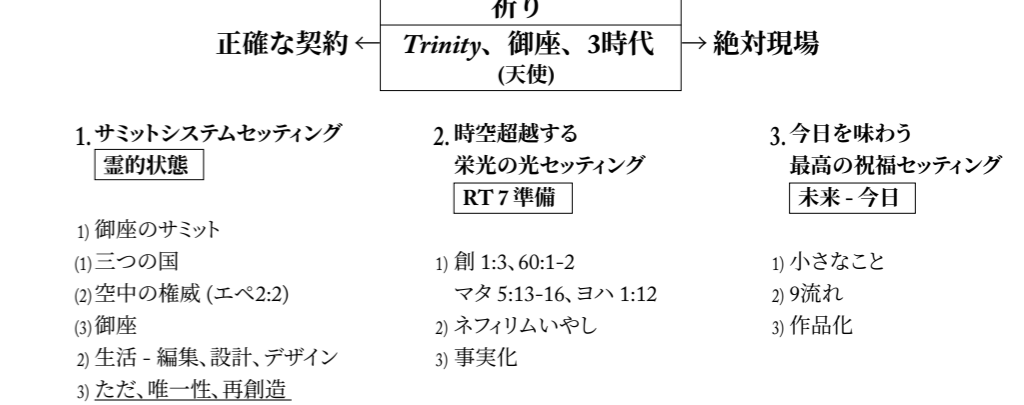 祈り
正確な契約 ← Trinity、御座、3時代 → 絶対現場
(天使)
1. サミットシステムセッティング
霊的状態
1) 御座のサミット
(1) 三つの国
(2) 空中の権威 (エペ2:2)
(3) 御座
2) 生活 - 編集、設計、デザイン
3) ただ、唯一性、再創造
2. 時空超越する
栄光の光セッティング
RT 7 準備
1) 創 1:3、60:1-2
マタ 5:13-16、ヨハ 1:12
2) ネフィリムいやし
3) 事実化
3. 今日を味わう
最高の祝福セッティング
未来 - 今日
1) 小さなこと
2) 9流れ
3) 作品化